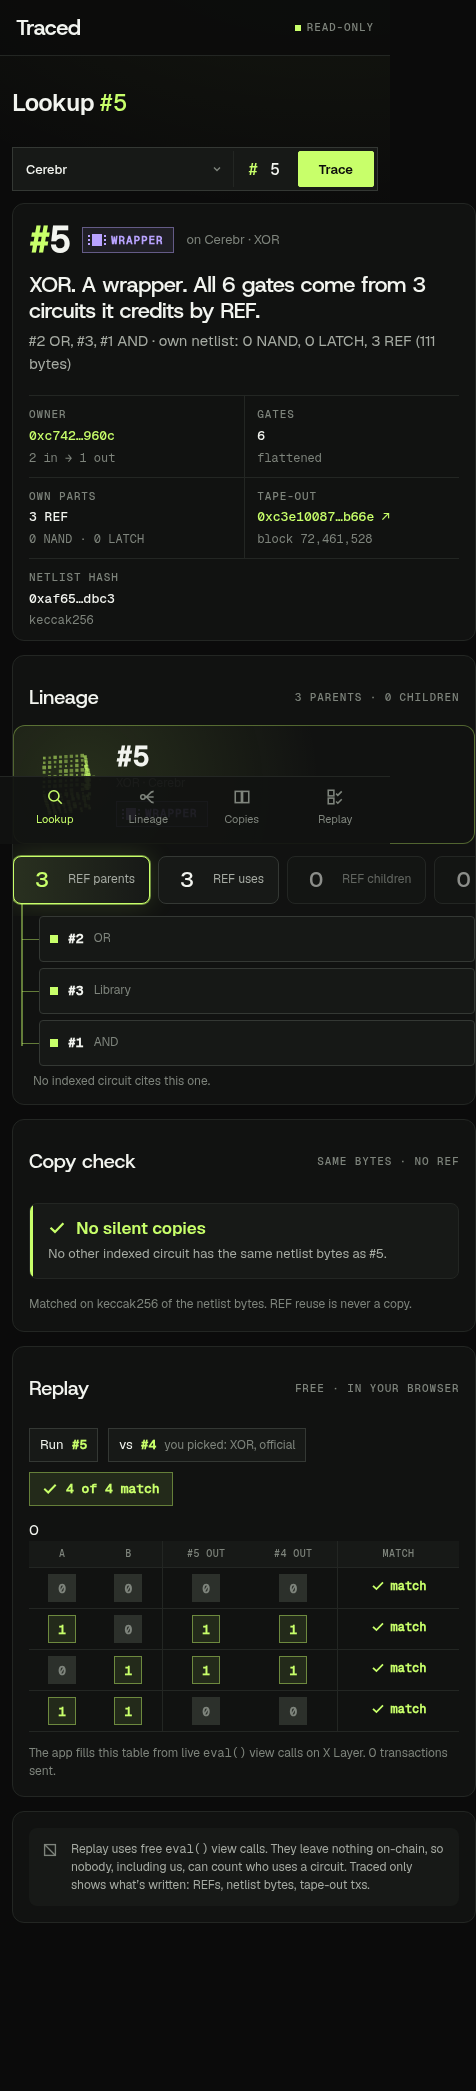 Traced
READ-ONLY
Lookup #5
Cerebr
# 5
Trace
#5 WRAPPER on Cerebr · XOR
XOR. A wrapper. All 6 gates come from 3
circuits it credits by REF.
#2 OR, #3, #1 AND · own netlist: 0 NAND, 0 LATCH, 3 REF (111
bytes)
OWNER
0xc742…960c
2 in → 1 out
GATES
6
flattened
OWN PARTS
3 REF
0 NAND · 0 LATCH
TAPE-OUT
0xc3e10087…b66e ↗
block 72,461,528
NETLIST HASH
0xaf65…dbc3
keccak256
Lineage
3 PARENTS · 0 CHILDREN
#5
WRAPPER
Lookup
Lineage
Copies
Replay
3 REF parents
3 REF uses
0 REF children
0
#2 OR
#3 Library
#1 AND
No indexed circuit cites this one.
Copy check
SAME BYTES · NO REF
No silent copies
No other indexed circuit has the same netlist bytes as #5.
Matched on keccak256 of the netlist bytes. REF reuse is never a copy.
Replay
FREE · IN YOUR BROWSER
Run #5
vs #4 you picked: XOR, official
4 of 4 match
0
A B #5 OUT #4 OUT MATCH
0 0 0 0 match
1 0 1 1 match
0 1 1 1 match
1 1 0 0 match
The app fills this table from live eval() view calls on X Layer. 0 transactions
sent.
Replay uses free eval() view calls. They leave nothing on-chain, so
nobody, including us, can count who uses a circuit. Traced only
shows what's written: REFs, netlist bytes, tape-out txs.